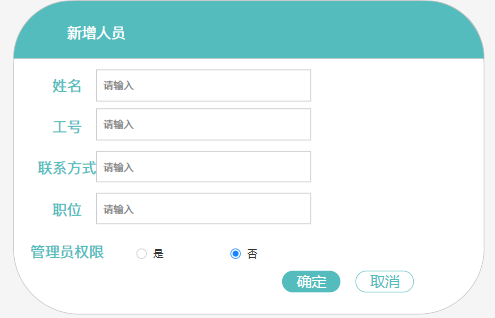 新增人员
姓名 请输入
工号 请输入
联系方式 请输入
职位 请输入
管理员权限 是 否
确定 取消